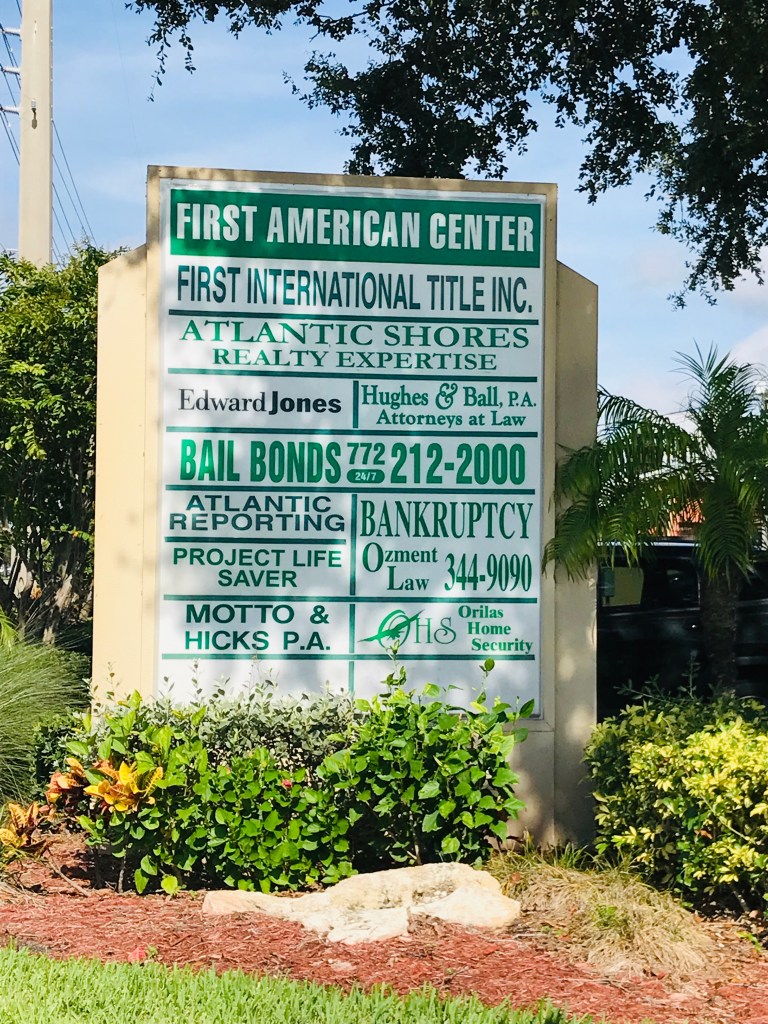 FIRST AMERICAN CENTER
FIRST INTERNATIONAL TITLE INC.
ATLANTIC SHORES
REALTY EXPERTISE
Edward Jones
Hughes & Ball, P.A.
Attorneys at Law
BAIL BONDS 772 24/7 212-2000
ATLANTIC
REPORTING
PROJECT LIFE
SAVER
BANKRUPTCY
Ozment
Law 344-9090
MOTTO &
HICKS P.A.
OHS
Orilas
Home
Security